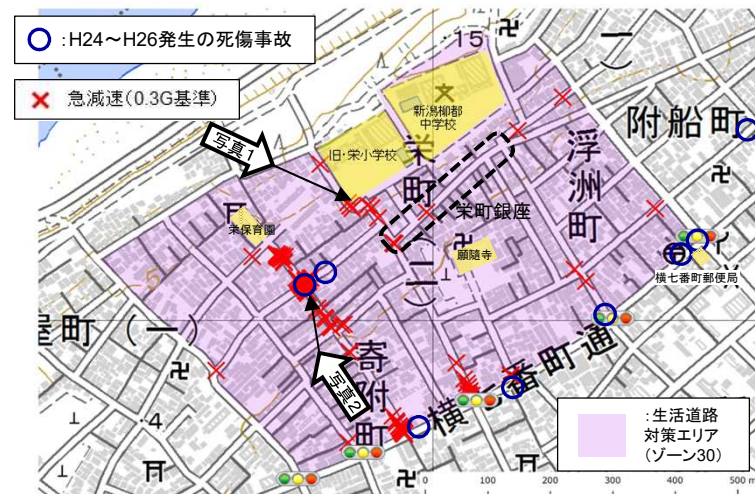 :H24～H26発生の死傷事故
急減速(0.3G基準)
・15
新潟柳都
中学校
写真1
旧・栄小学校
栄町(二)
栄町銀座
浮洲町
附船町
栄保育園
願随寺
横七番町郵便局
写真2
寄附町
横七番町通
・4
:生活道路
対策エリア
(ゾーン30)
0 100 200 300 400 500